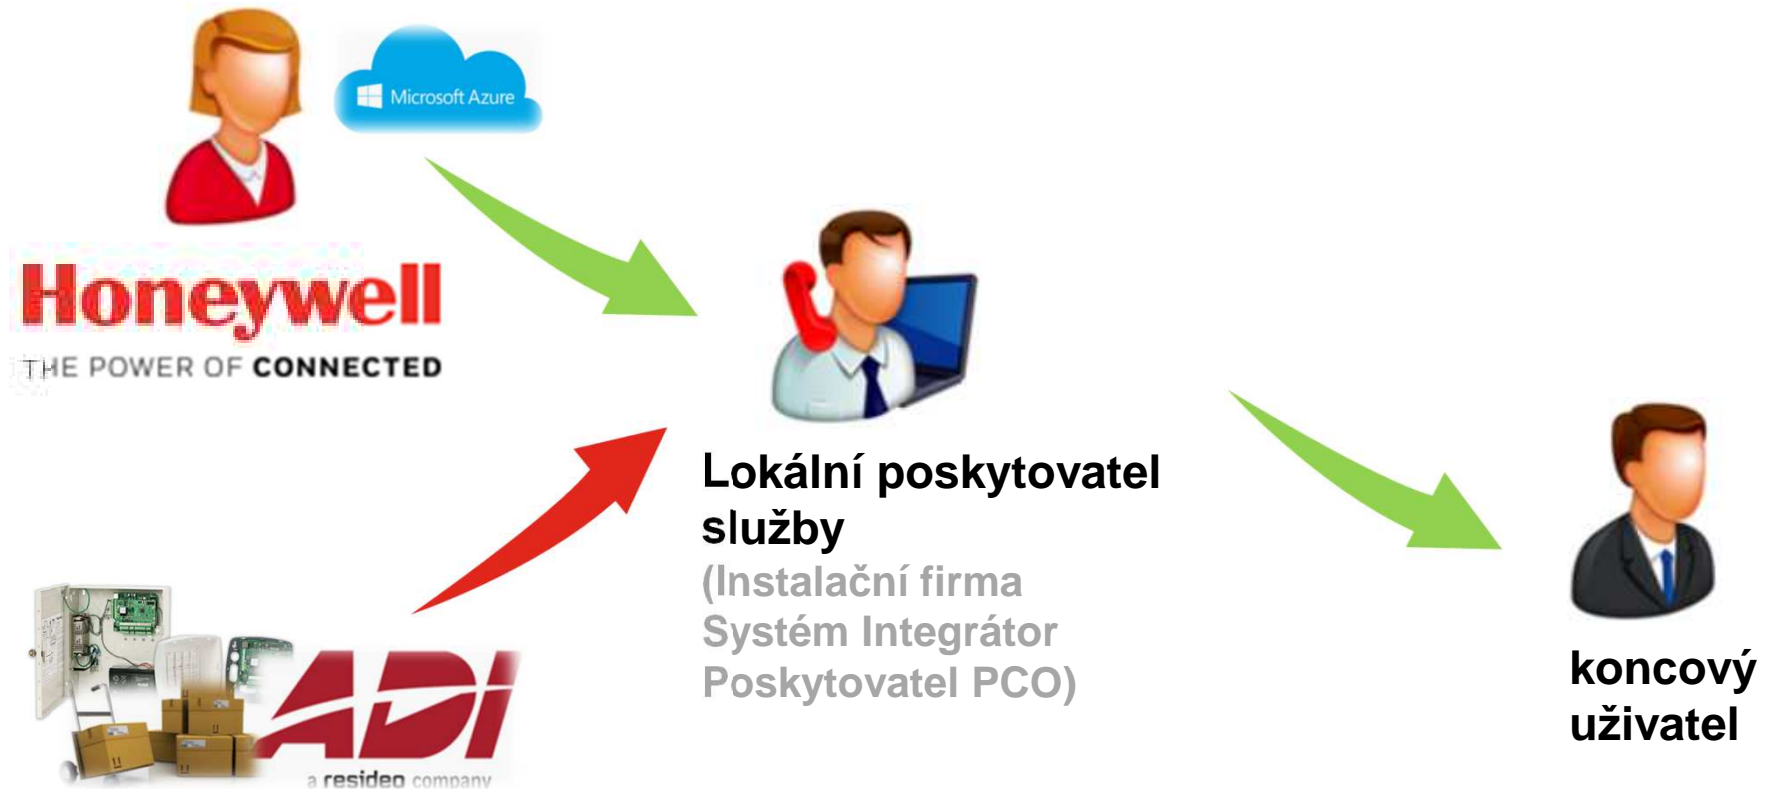 Microsoft Azure
Honeywell
THE POWER OF CONNECTED
Lokální poskytovatel
služby
(Instalační firma
Systém Integrátor
Poskytovatel PCO)
ADI
a resideo company
koncový
uživatel